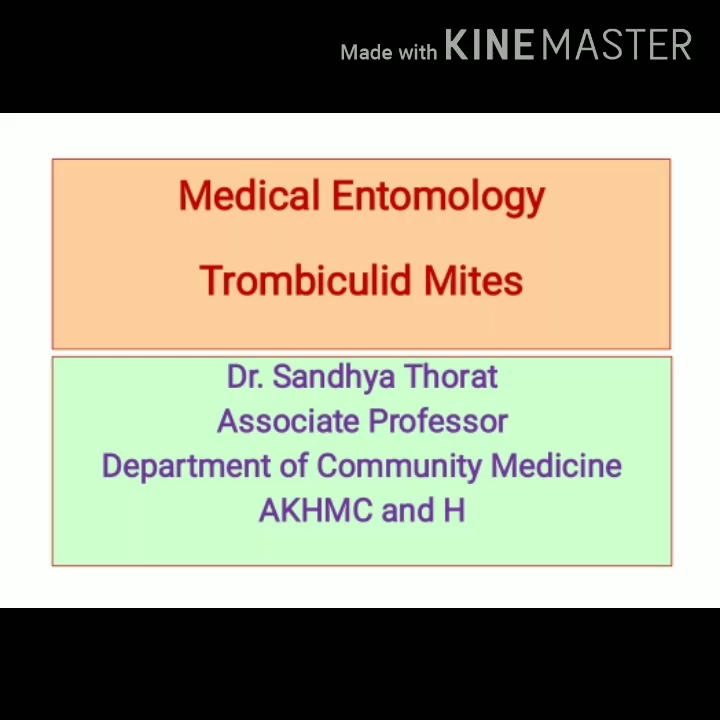 Made with KINEMASTER
Medical Entomology
Trombiculid Mites
Dr. Sandhya Thorat
Associate Professor
Department of Community Medicine
AKHMC and H